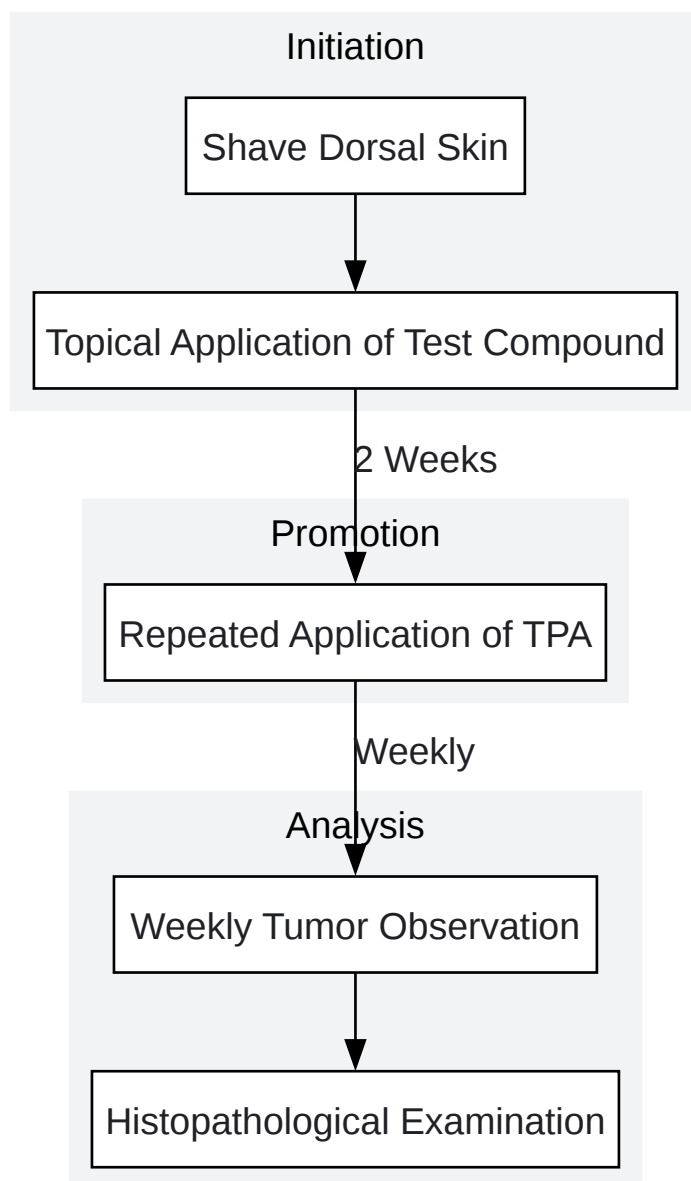 Initiation
Shave Dorsal Skin
Topical Application of Test Compound
2 Weeks
Promotion
Repeated Application of TPA
Weekly
Analysis
Weekly Tumor Observation
Histopathological Examination